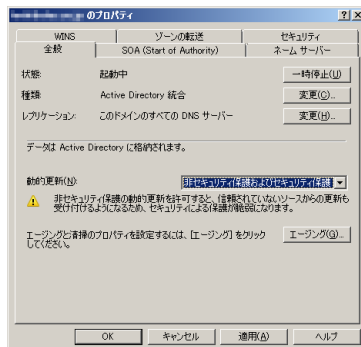 のプロパティ
WINS ゾーンの転送 セキュリティ
全般 SOA (Start of Authority) ネーム サーバー
状態: 起動中 一時停止(U)
種類: Active Directory 統合 変更(C)...
レプリケーション: このドメインのすべての DNS サーバー 変更(H)...
データは Active Directory に格納されます。
動的更新(N): 非セキュリティ保護およびセキュリティ保護
非セキュリティ保護の動的更新を許可すると、信頼されていないソースからの更新も
受け付けるようになるため、セキュリティによる保護が脆弱になります。
エージングと清掃のプロパティを設定するには、[エージング] をクリック エージング(G)...
してください。
OK キャンセル 適用(A) ヘルプ